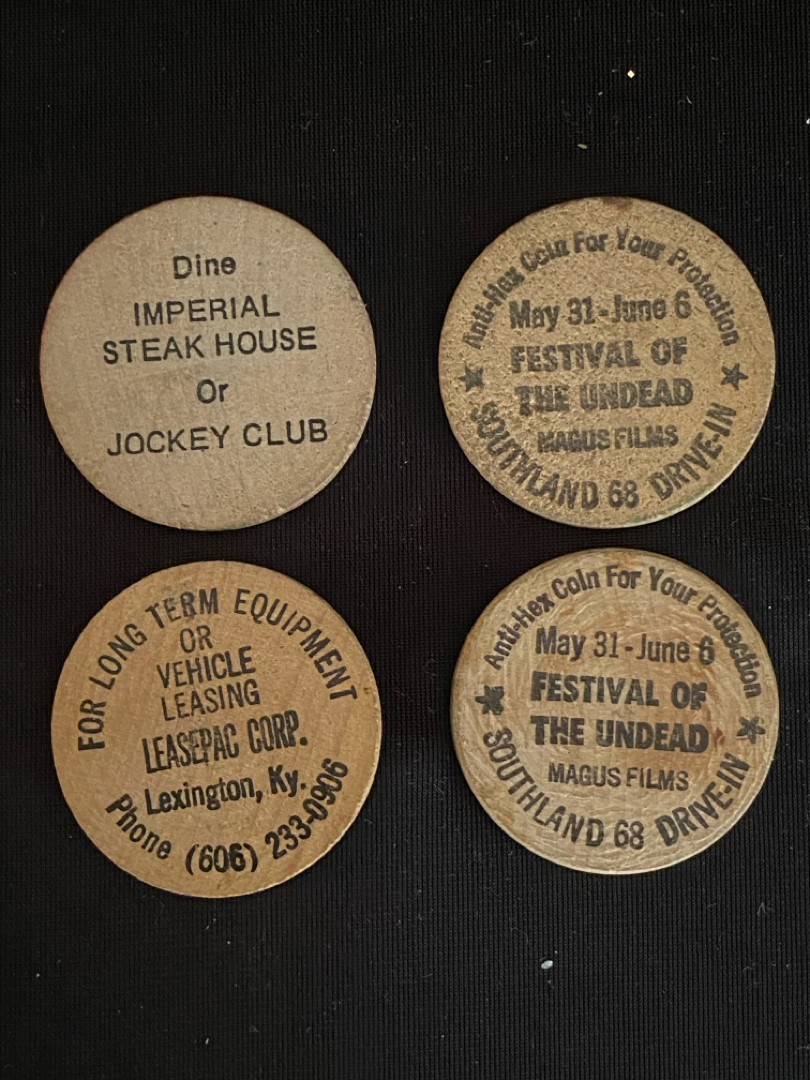 Dine
IMPERIAL
STEAK HOUSE
Or
JOCKEY CLUB
Anti-Hex Coin For Your Protection
May 31-June 6
FESTIVAL OF
THE UNDEAD
MAGUS FILMS
SOUTHLAND 68 DRIVE-IN
FOR LONG TERM EQUIPMENT
OR
VEHICLE
LEASING
LEASEPAC CORP.
Lexington, Ky.
Phone (606) 233-0906
Anti-Hex Coin For Your Protection
May 31-June 6
FESTIVAL OF
THE UNDEAD
MAGUS FILMS
SOUTHLAND 68 DRIVE-IN